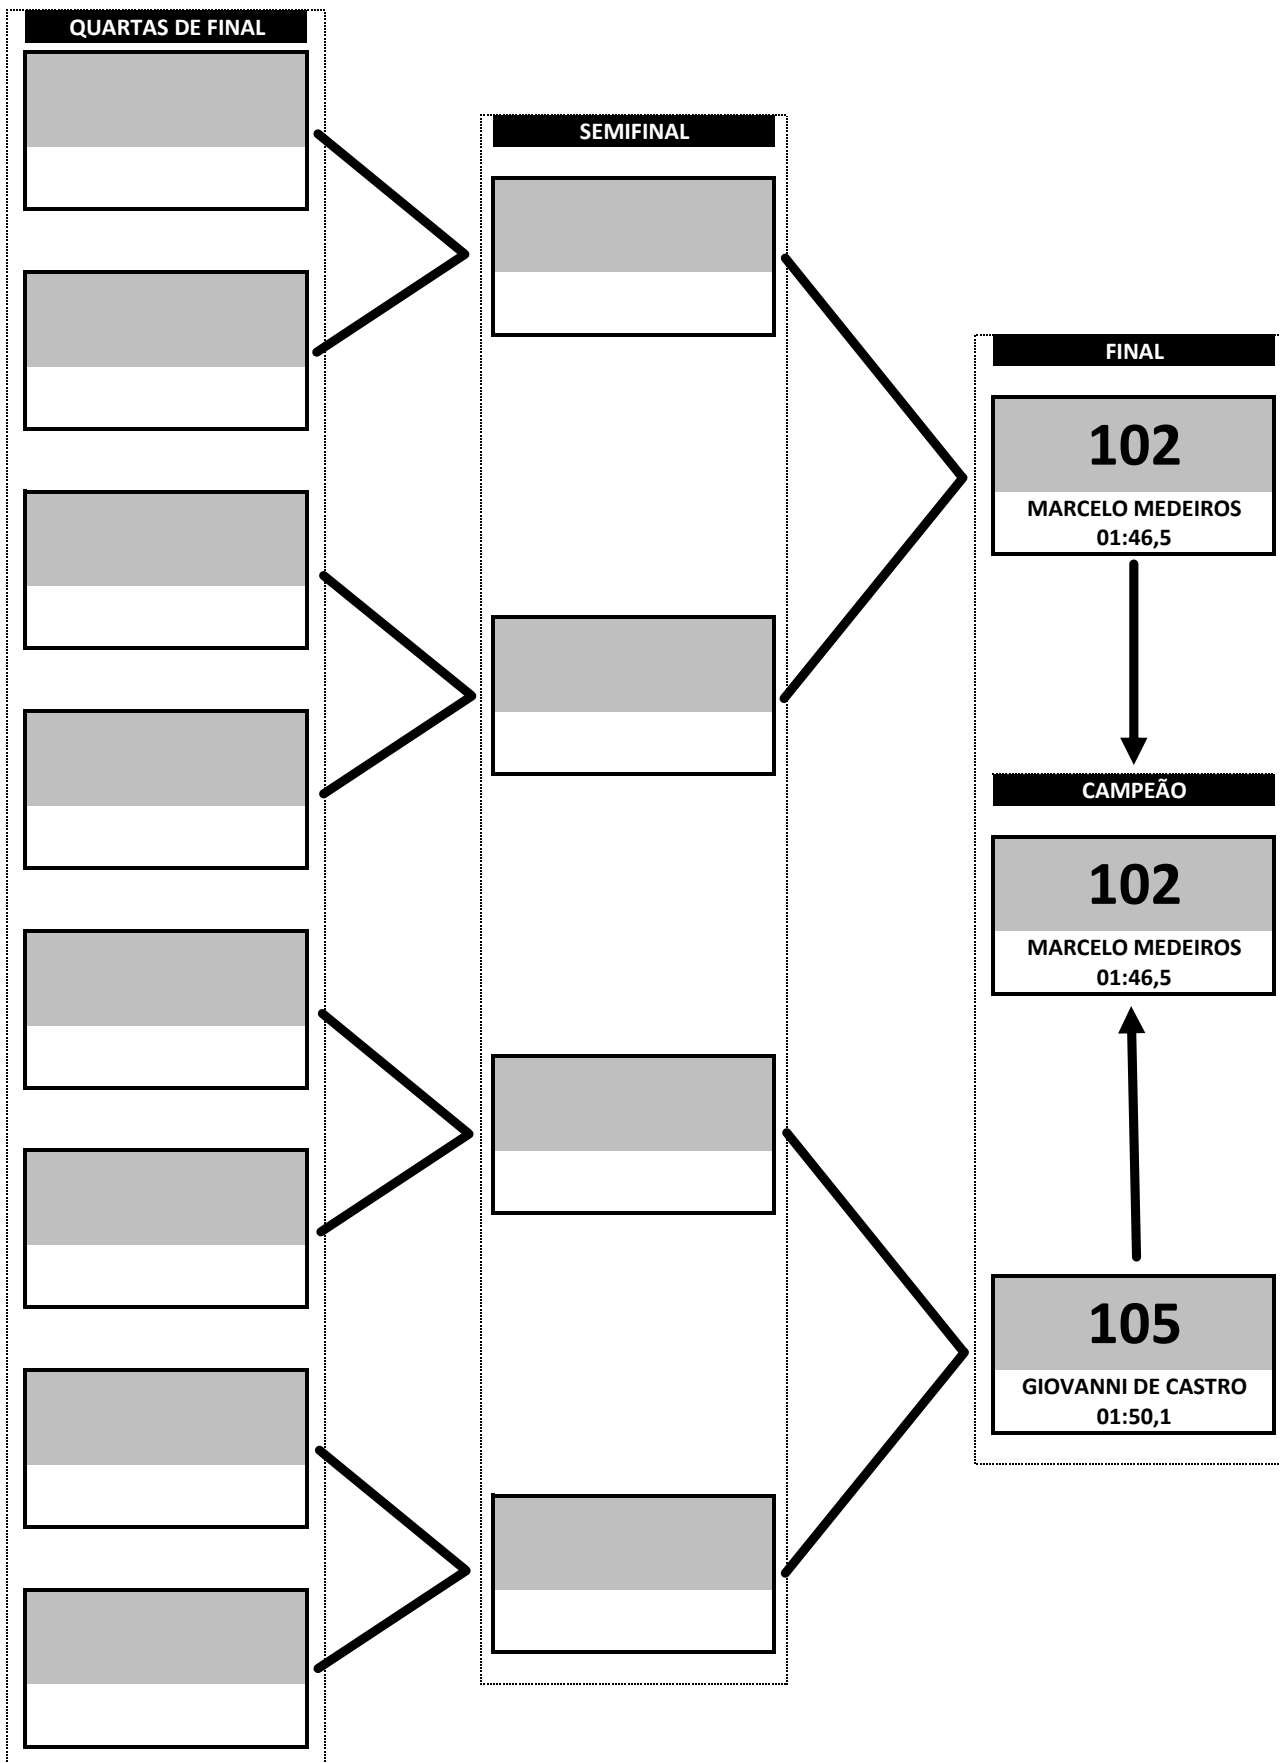 QUARTAS DE FINAL
SEMIFINAL
FINAL
102
MARCELO MEDEIROS
01:46,5
CAMPEÃO
102
MARCELO MEDEIROS
01:46,5
105
GIOVANNI DE CASTRO
01:50,1